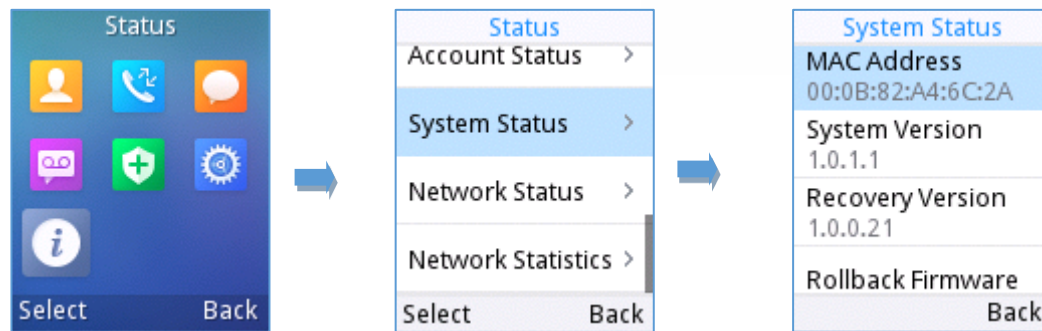 Status
Select Back
Status
Account Status >
System Status >
Network Status >
Network Statistics >
Select Back
System Status
MAC Address
00:0B:82:A4:6C:2A
System Version
1.0.1.1
Recovery Version
1.0.0.21
Rollback Firmware
Back